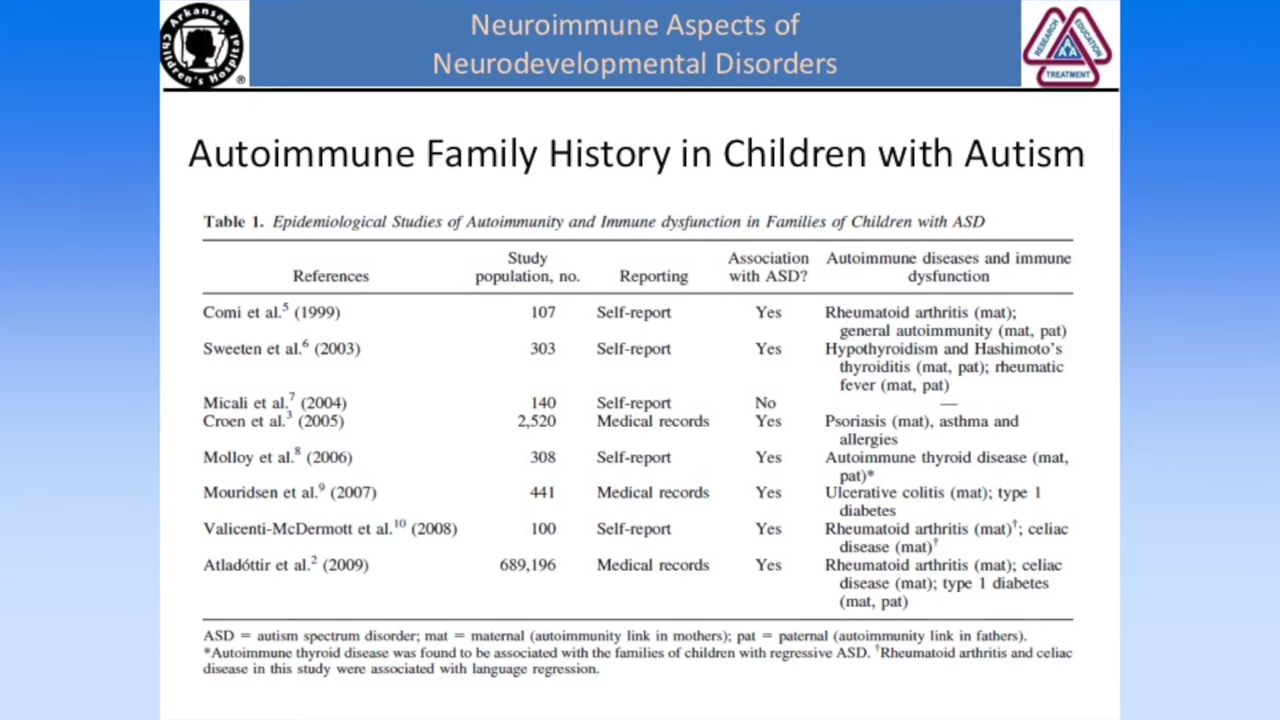 Arkansas
Children's Hospital
®
Neuroimmune Aspects of
Neurodevelopmental Disorders
RESEARCH
EDUCATION
TREATMENT
Autoimmune Family History in Children with Autism
Table 1. Epidemiological Studies of Autoimmunity and Immune dysfunction in Families of Children with ASD
References Study population, no. Reporting Association with ASD? Autoimmune diseases and immune dysfunction
Comi et al.5 (1999) 107 Self-report Yes Rheumatoid arthritis (mat);
general autoimmunity (mat, pat)
Sweeten et al.6 (2003) 303 Self-report Yes Hypothyroidism and Hashimoto's
thyroiditis (mat, pat); rheumatic
fever (mat, pat)
Micali et al.7 (2004) 140 Self-report No —
Croen et al.3 (2005) 2,520 Medical records Yes Psoriasis (mat), asthma and
allergies
Molloy et al.8 (2006) 308 Self-report Yes Autoimmune thyroid disease (mat,
pat)*
Mouridsen et al.9 (2007) 441 Medical records Yes Ulcerative colitis (mat); type 1
diabetes
Valicenti-McDermott et al.10 (2008) 100 Self-report Yes Rheumatoid arthritis (mat)†; celiac
disease (mat)†
Atladóttir et al.2 (2009) 689,196 Medical records Yes Rheumatoid arthritis (mat); celiac
disease (mat); type 1 diabetes
(mat, pat)
ASD = autism spectrum disorder; mat = maternal (autoimmunity link in mothers); pat = paternal (autoimmunity link in fathers).
*Autoimmune thyroid disease was found to be associated with the families of children with regressive ASD. †Rheumatoid arthritis and celiac
disease in this study were associated with language regression.